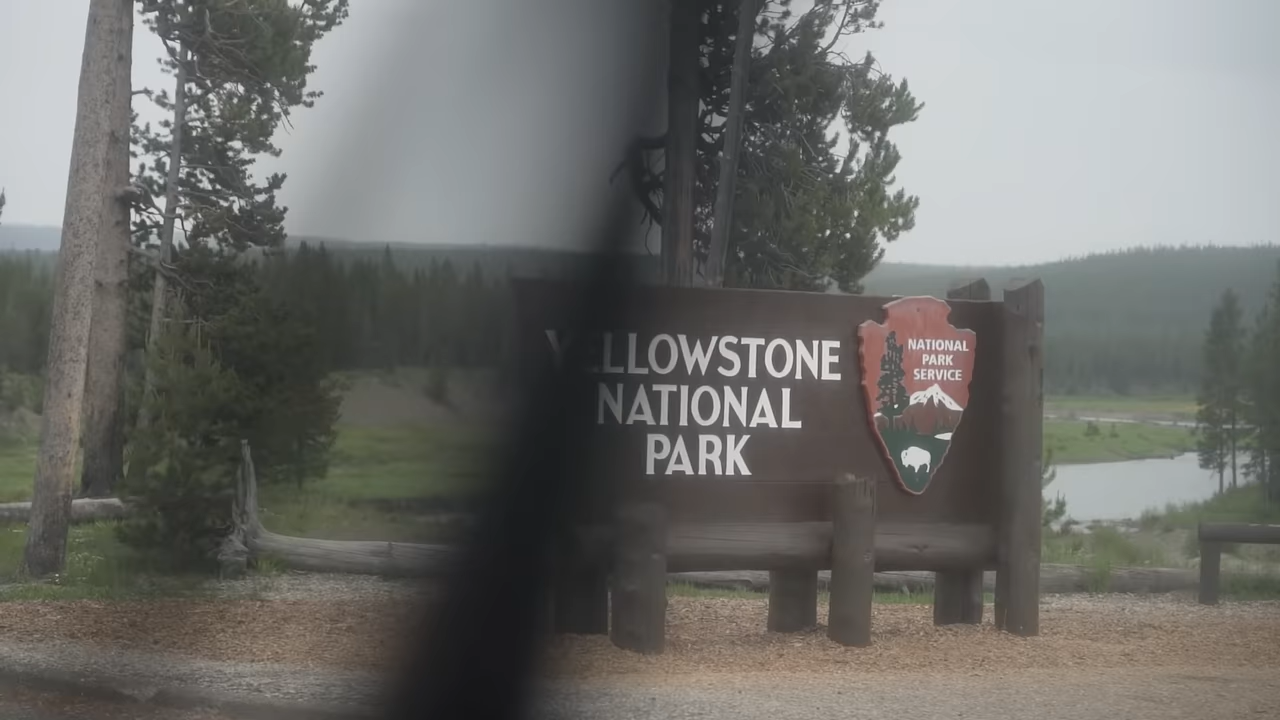 YELLOWSTONE
NATIONAL
PARK
NATIONAL
PARK
SERVICE